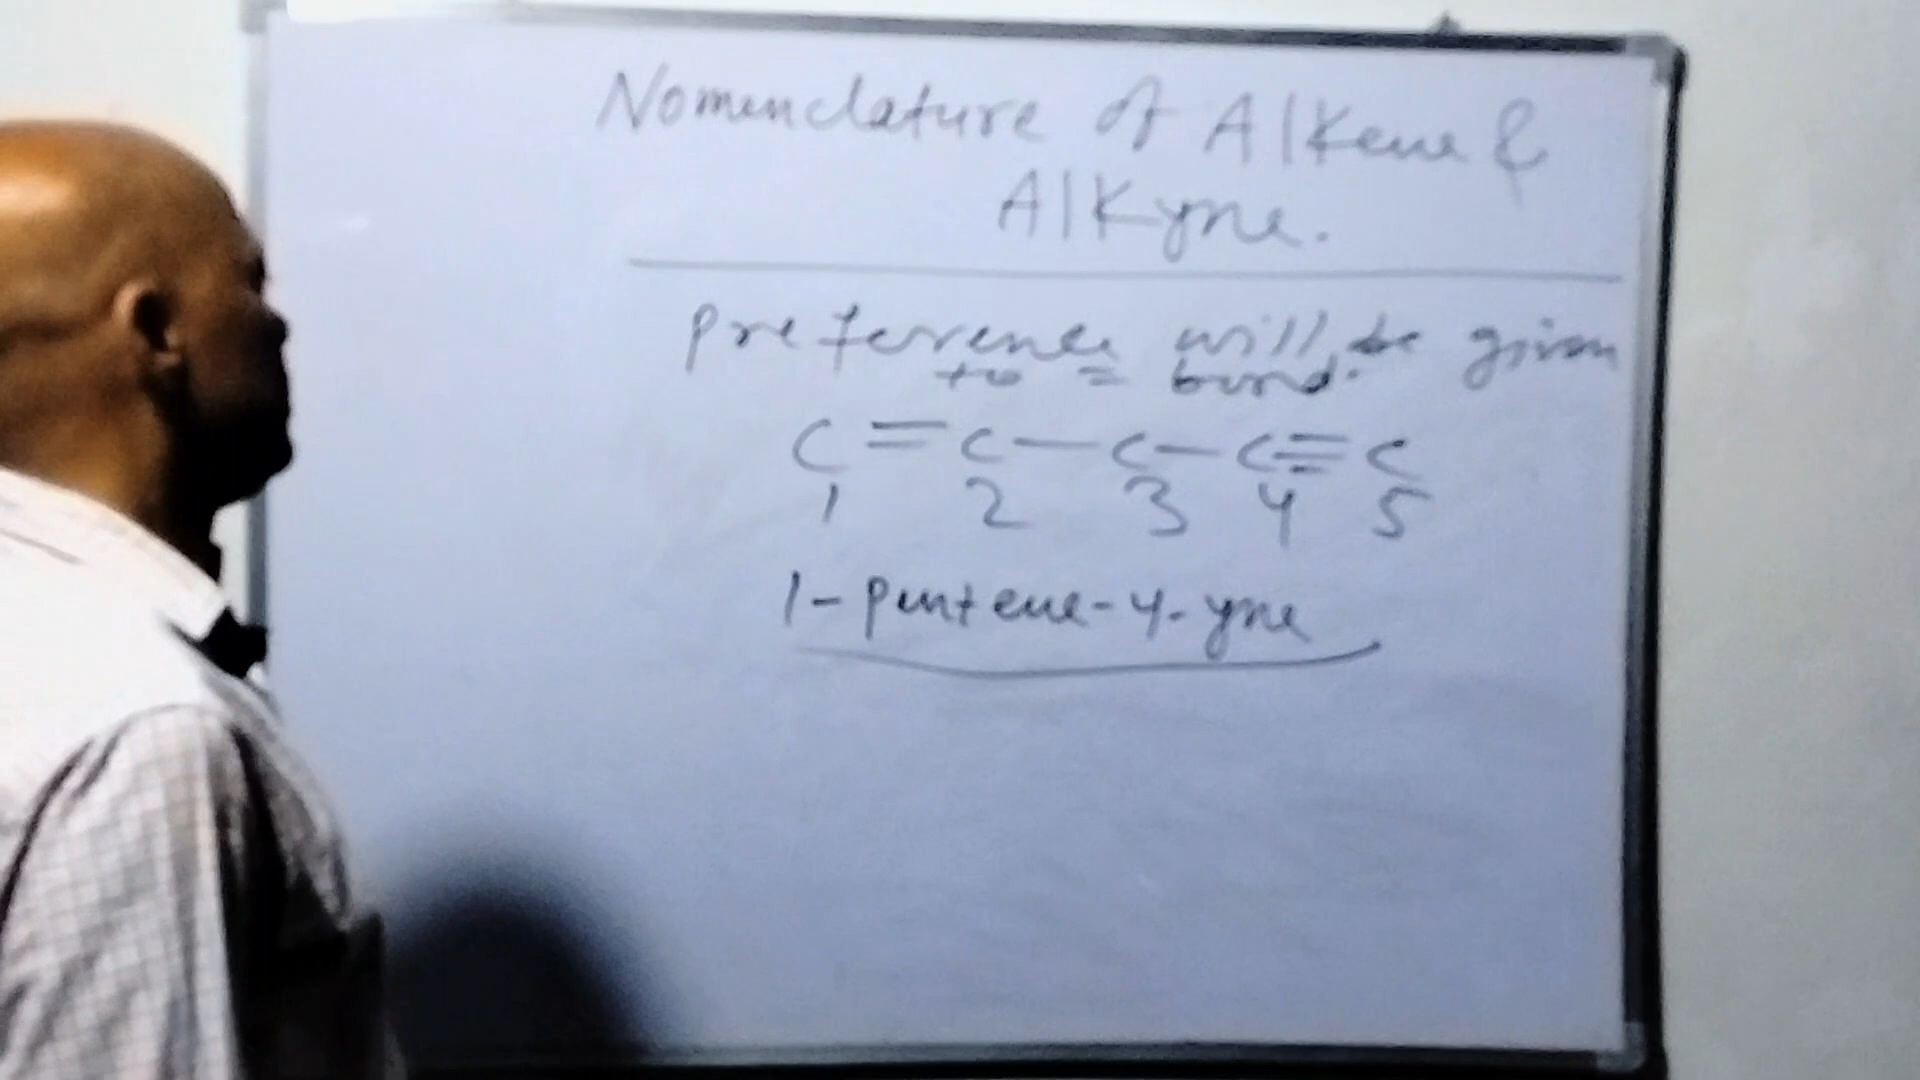 Nomenclature of Alkene &
Alkyne.
preference will be given
to = bond.
C = C — C — C ≡ C
1 2 3 4 5
1-pentene-4-yne